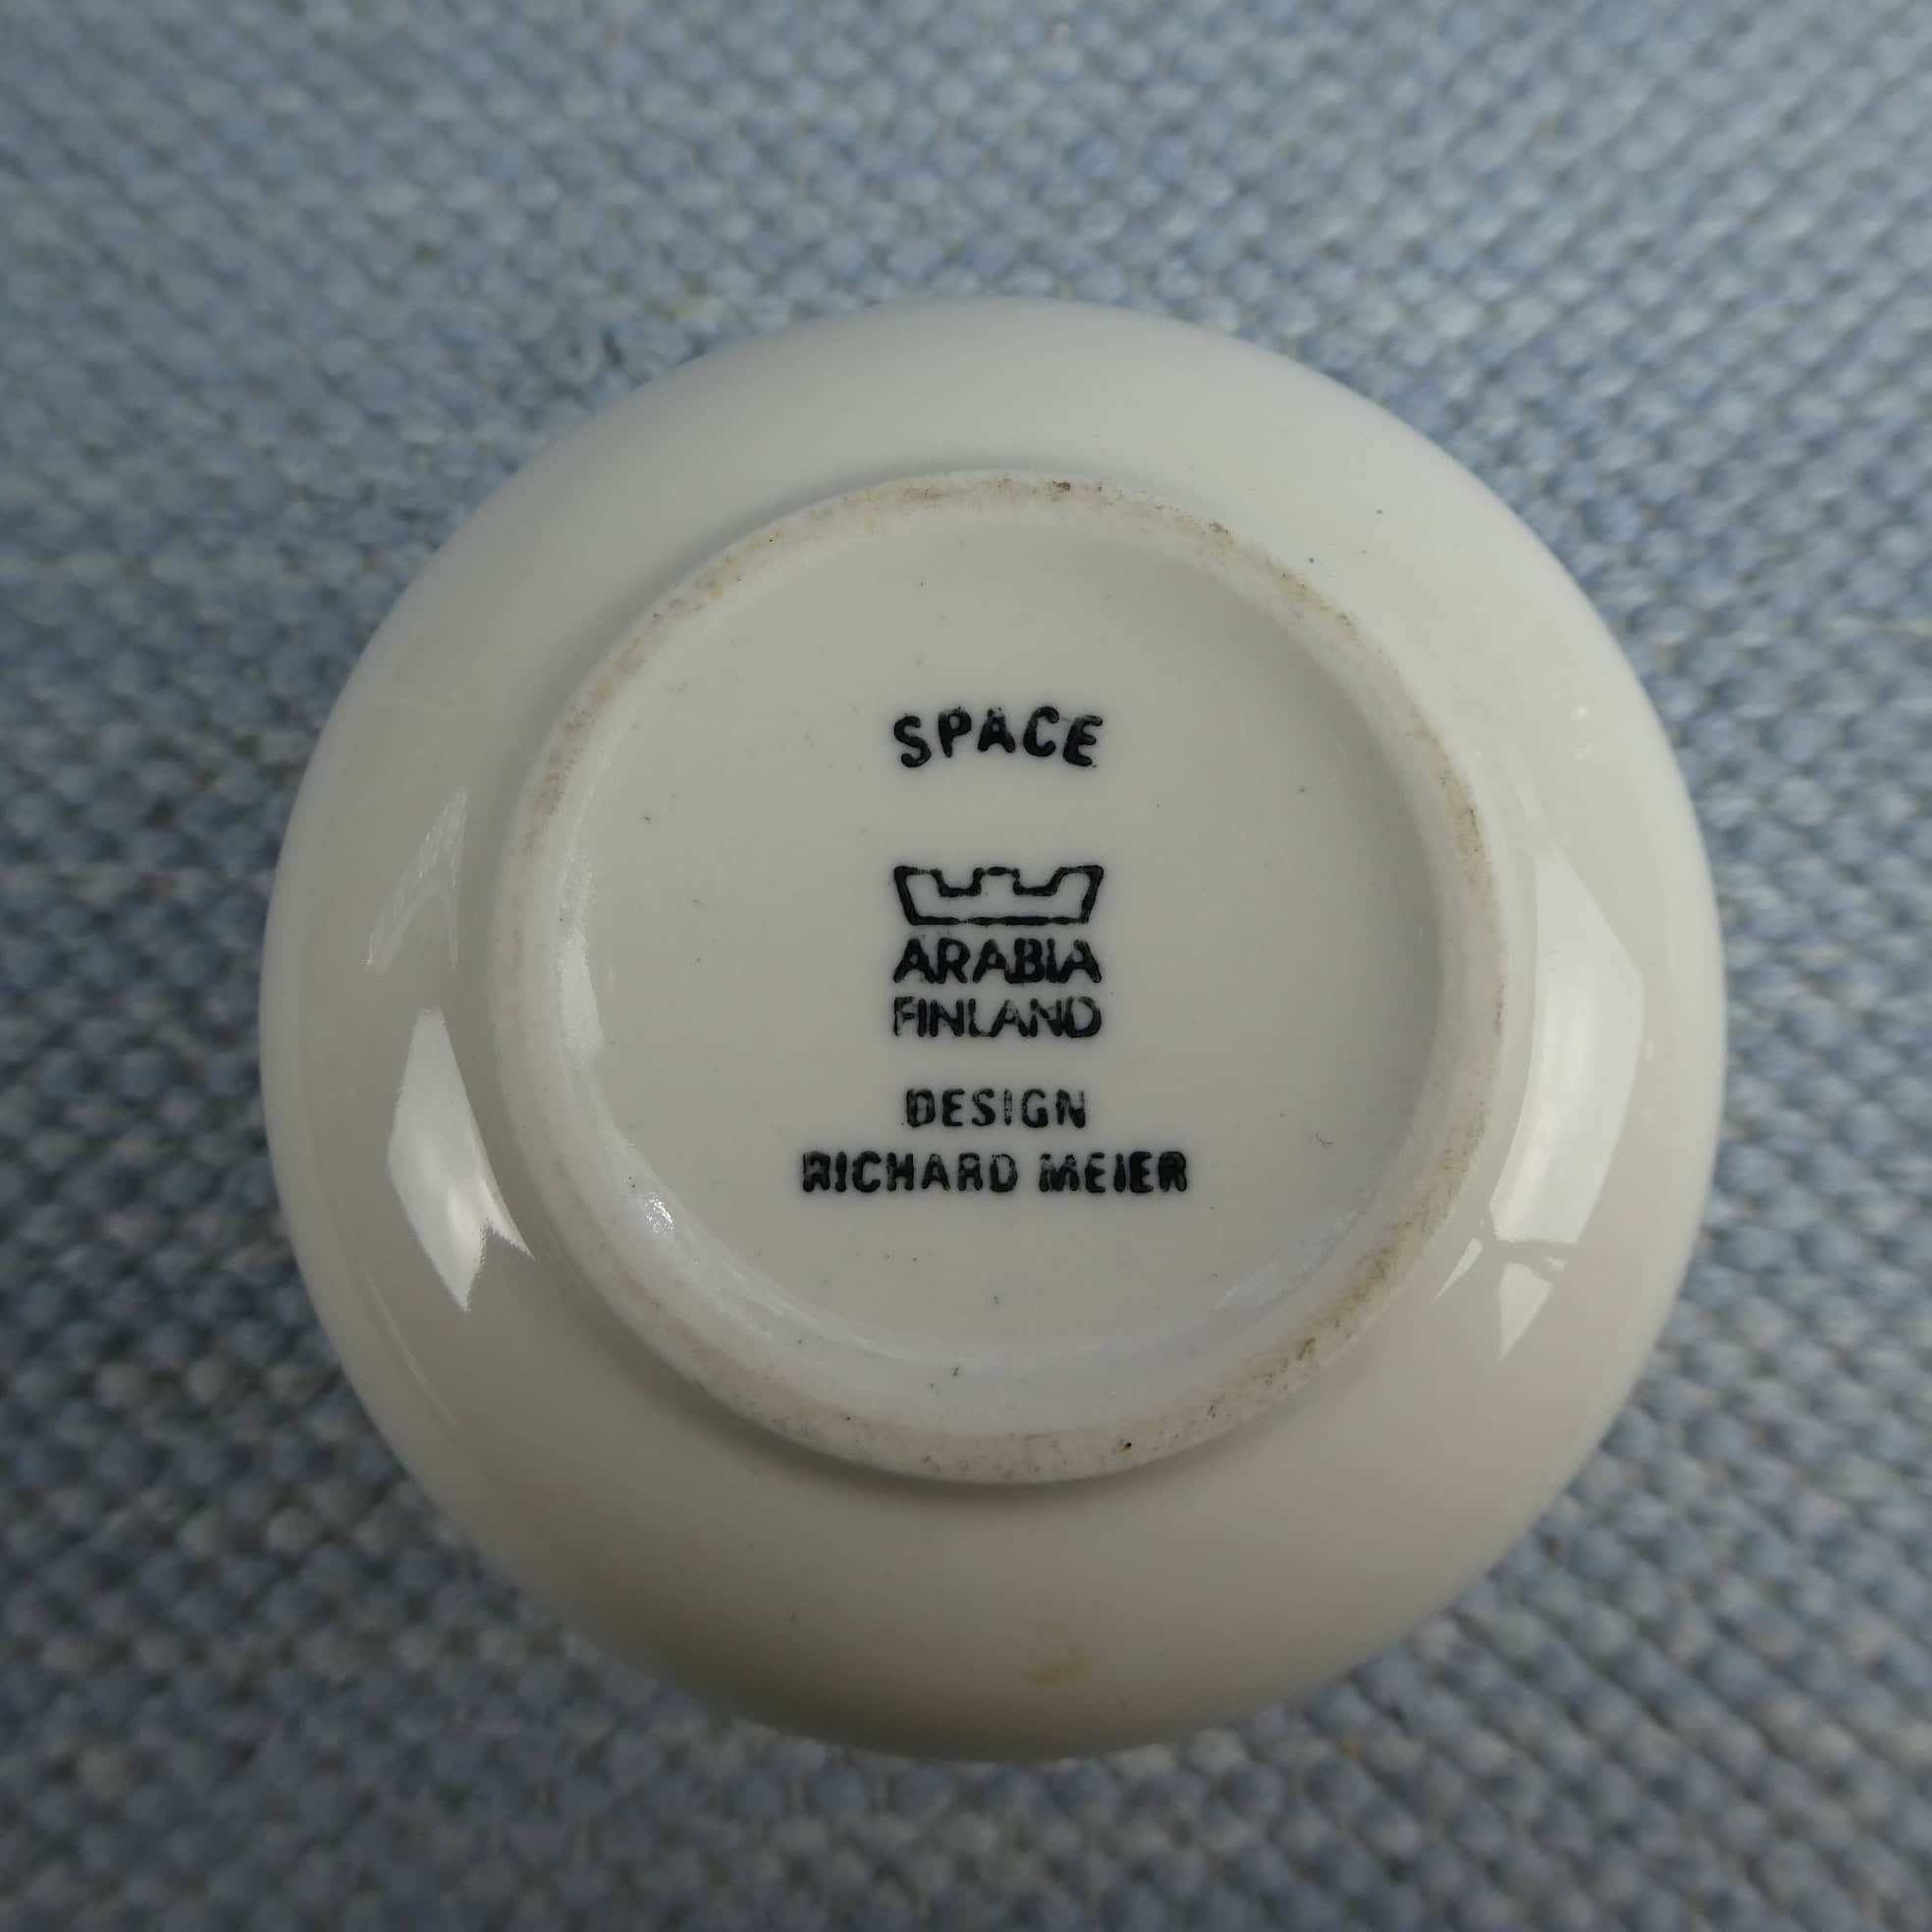 SPACE
ARABIA
FINLAND
DESIGN
RICHARD MEIER